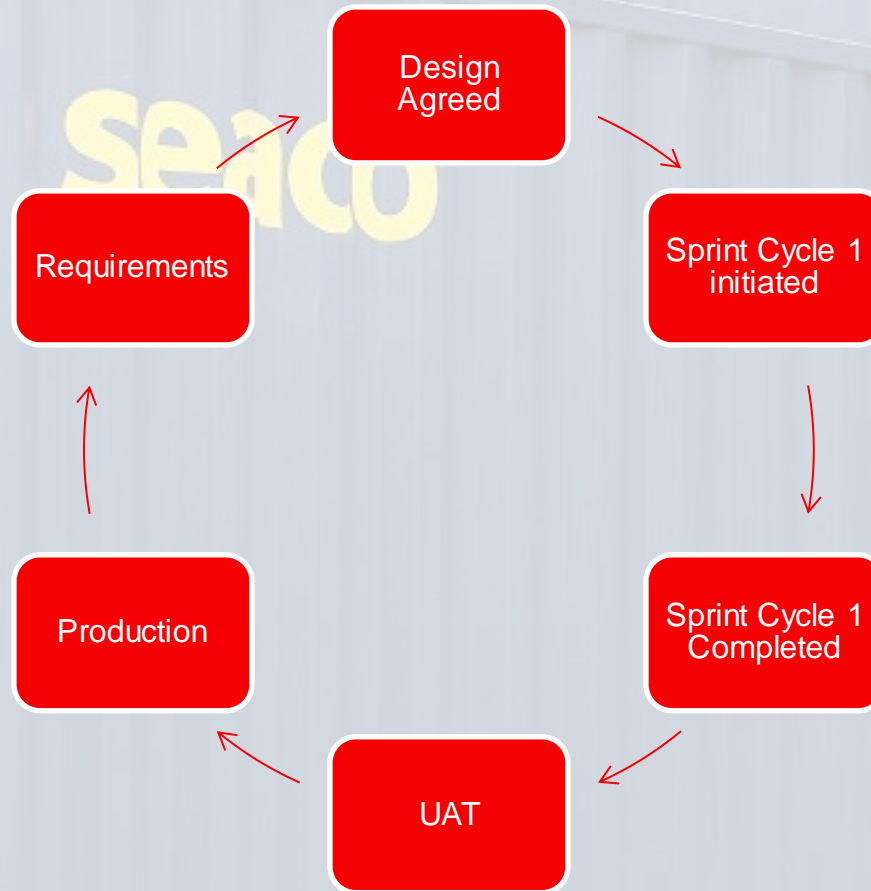 seaco
Design
Agreed
Sprint Cycle 1
initiated
Sprint Cycle 1
Completed
UAT
Production
Requirements